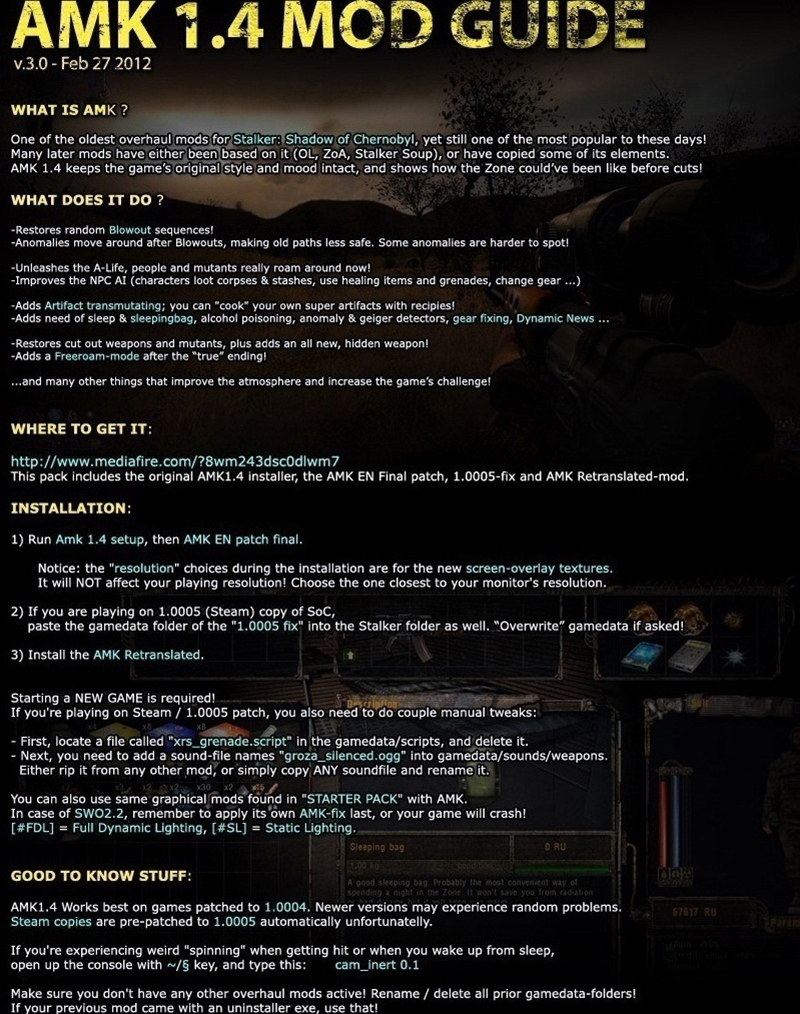 AMK 1.4 MOD GUIDE
v.3.0 - Feb 27 2012
WHAT IS AMK ?
One of the oldest overhaul mods for Stalker: Shadow of Chernobyl, yet still one of the most popular to these days!
Many later mods have either been based on it (OL, ZoA, Stalker Soup), or have copied some of its elements.
AMK 1.4 keeps the game's original style and mood intact, and shows how the Zone could've been like before cuts!
WHAT DOES IT DO ?
-Restores random Blowout sequences!
-Anomalies move around after Blowouts, making old paths less safe. Some anomalies are harder to spot!
-Unleashes the A-Life, people and mutants really roam around now!
-Improves the NPC AI (characters loot corpses & stashes, use healing items and grenades, change gear ...)
-Adds Artifact transmutating; you can "cook" your own super artifacts with recipies!
-Adds need of sleep & sleepingbag, alcohol poisoning, anomaly & geiger detectors, gear fixing, Dynamic News ...
-Restores cut out weapons and mutants, plus adds an all new, hidden weapon!
-Adds a Freeroam-mode after the "true" ending!
...and many other things that improve the atmosphere and increase the game's challenge!
WHERE TO GET IT:
http://www.mediafire.com/?8wm243dsc0dlwm7
This pack includes the original AMK1.4 installer, the AMK EN Final patch, 1.0005-fix and AMK Retranslated-mod.
INSTALLATION:
1) Run Amk 1.4 setup, then AMK EN patch final.
Notice: the "resolution" choices during the installation are for the new screen-overlay textures.
It will NOT affect your playing resolution! Choose the one closest to your monitor's resolution.
2) If you are playing on 1.0005 (Steam) copy of SoC,
paste the gamedata folder of the "1.0005 fix" into the Stalker folder as well. "Overwrite" gamedata if asked!
3) Install the AMK Retranslated.
Starting a NEW GAME is required!
If you're playing on Steam / 1.0005 patch, you also need to do couple manual tweaks:
- First, locate a file called "xrs_grenade.script" in the gamedata/scripts, and delete it.
- Next, you need to add a sound-file names "groza_silenced.ogg" into gamedata/sounds/weapons.
Either rip it from any other mod, or simply copy ANY soundfile and rename it.
You can also use same graphical mods found in "STARTER PACK" with AMK.
In case of SWO2.2, remember to apply its own AMK-fix last, or your game will crash!
[#FDL] = Full Dynamic Lighting, [#SL] = Static Lighting.
Sleeping bag 0 RU
A good sleeping bag. Probably the most convenient way of
spending a night in the Zone. It won't save you from radiation
GOOD TO KNOW STUFF:
AMK1.4 Works best on games patched to 1.0004. Newer versions may experience random problems.
Steam copies are pre-patched to 1.0005 automatically unfortunatelly.
67617 RU
If you're experiencing weird "spinning" when getting hit or when you wake up from sleep,
open up the console with ~/§ key, and type this: cam_inert 0.1
Make sure you don't have any other overhaul mods active! Rename / delete all prior gamedata-folders!
If your previous mod came with an uninstaller exe, use that!